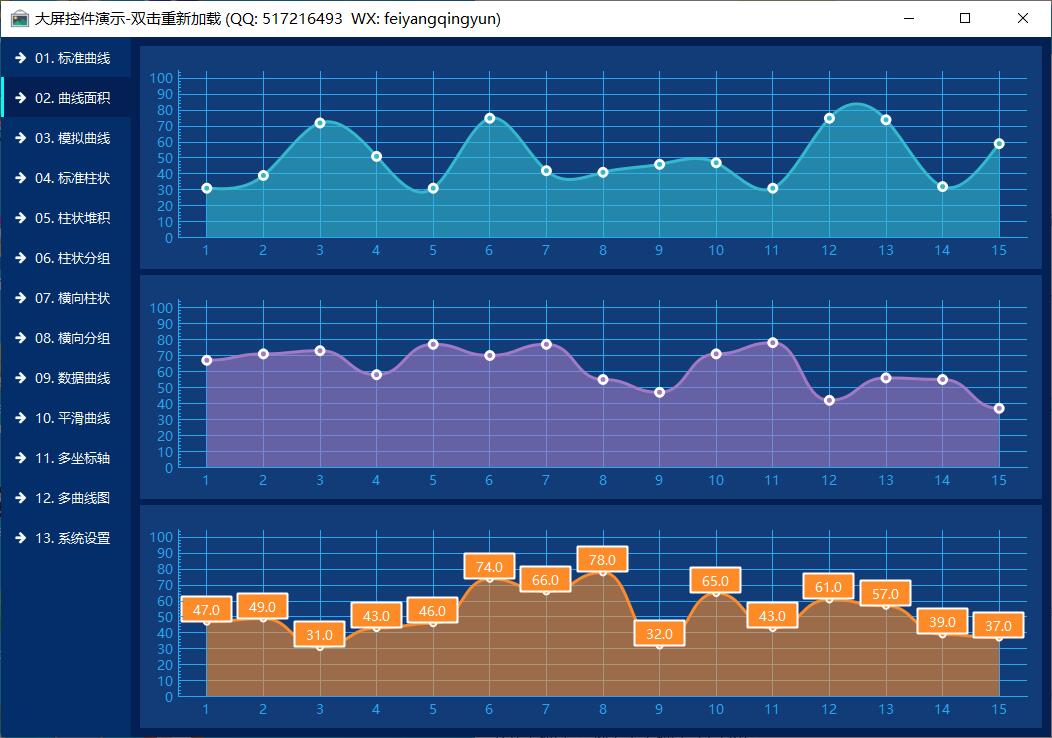 大屏控件演示-双击重新加载 (QQ: 517216493  WX: feiyangqingyun)
01. 标准曲线
02. 曲线面积
03. 模拟曲线
04. 标准柱状
05. 柱状堆积
06. 柱状分组
07. 横向柱状
08. 横向分组
09. 数据曲线
10. 平滑曲线
11. 多坐标轴
12. 多曲线图
13. 系统设置
100
90
80
70
60
50
40
30
20
10
0
1 2 3 4 5 6 7 8 9 10 11 12 13 14 15
100
90
80
70
60
50
40
30
20
10
0
1 2 3 4 5 6 7 8 9 10 11 12 13 14 15
100
90
80
70
60
50
40
30
20
10
0
47.0 49.0 31.0 43.0 46.0 74.0 66.0 78.0 32.0 65.0 43.0 61.0 57.0 39.0 37.0
1 2 3 4 5 6 7 8 9 10 11 12 13 14 15